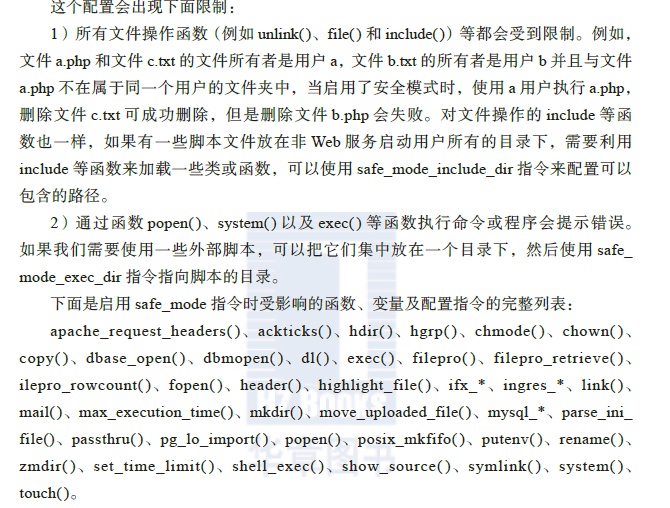 这个配置会出现下面限制：
1）所有文件操作函数（例如 unlink()、file() 和 include()）等都会受到限制。例如，
文件 a.php 和文件 c.txt 的文件所有者是用户 a，文件 b.txt 的所有者是用户 b 并且与文件
a.php 不在属于同一个用户的文件夹中，当启用了安全模式时，使用 a 用户执行 a.php，
删除文件 c.txt 可成功删除，但是删除文件 b.php 会失败。对文件操作的 include 等函
数也一样，如果有一些脚本文件放在非 Web 服务启动用户所有的目录下，需要利用
include 等函数来加载一些类或函数，可以使用 safe_mode_include_dir 指令来配置可以
包含的路径。
2）通过函数 popen()、system() 以及 exec() 等函数执行命令或程序会提示错误。
如果我们需要使用一些外部脚本，可以把它们集中放在一个目录下，然后使用 safe_
mode_exec_dir 指令指向脚本的目录。
下面是启用 safe_mode 指令时受影响的函数、变量及配置指令的完整列表：
apache_request_headers()、ackticks()、hdir()、hgrp()、chmode()、chown()、
copy()、dbase_open()、dbmopen()、dl()、exec()、filepro()、filepro_retrieve()、
ilepro_rowcount()、fopen()、header()、highlight_file()、ifx_*、ingres_*、link()、
mail()、max_execution_time()、mkdir()、move_uploaded_file()、mysql_*、parse_ini_
file()、passthru()、pg_lo_import()、popen()、posix_mkfifo()、putenv()、rename()、
zmdir()、set_time_limit()、shell_exec()、show_source()、symlink()、system()、
touch()。
HZ BOOKS
华章图书